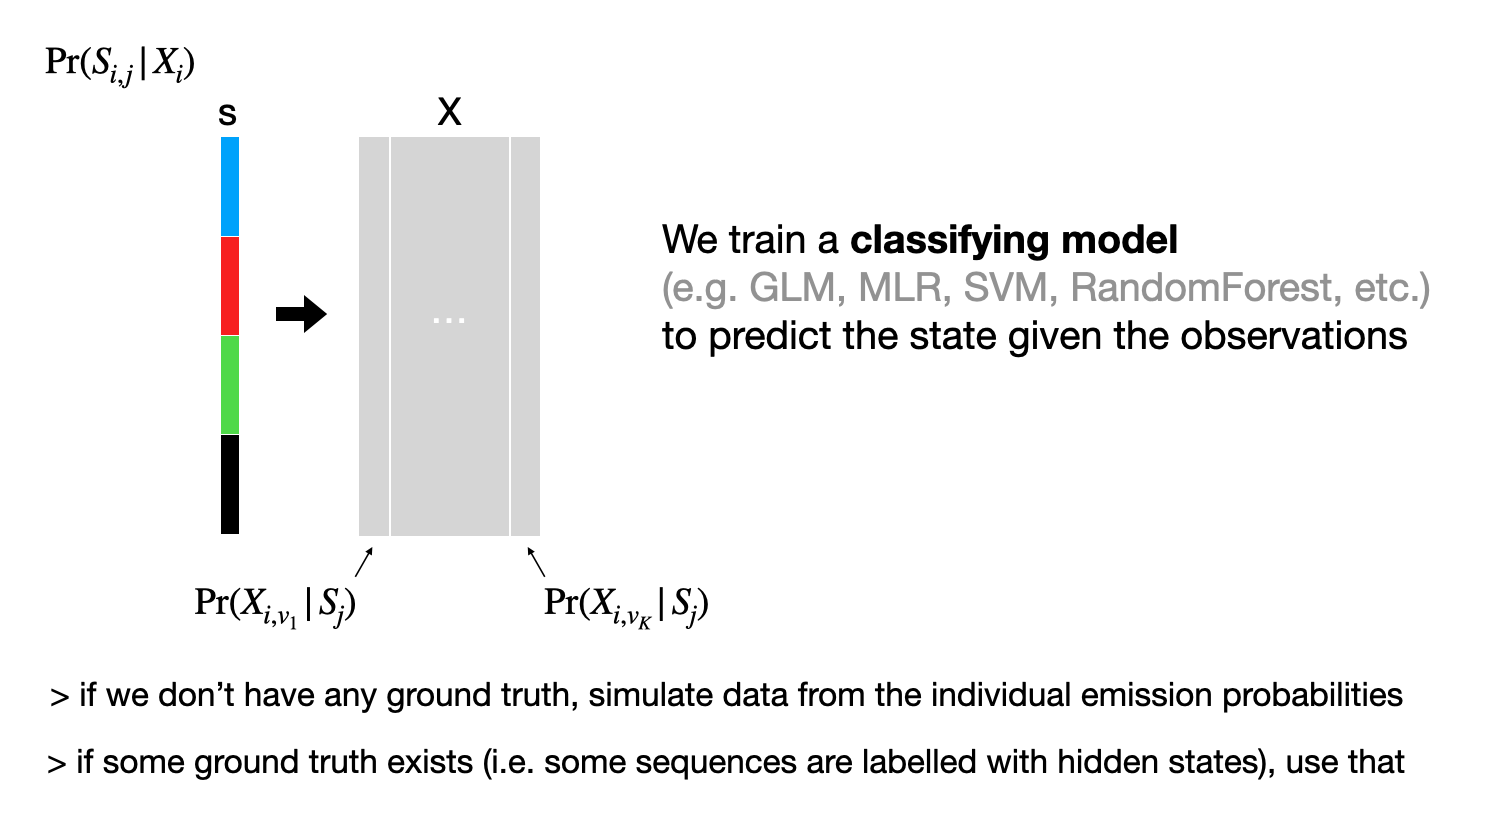 Pr(S_{i,j} | X_i)
s
X
We train a classifying model
(e.g. GLM, MLR, SVM, RandomForest, etc.)
to predict the state given the observations
...
Pr(X_{i,v_1} | S_j)
Pr(X_{i,v_K} | S_j)
> if we don’t have any ground truth, simulate data from the individual emission probabilities
> if some ground truth exists (i.e. some sequences are labelled with hidden states), use that